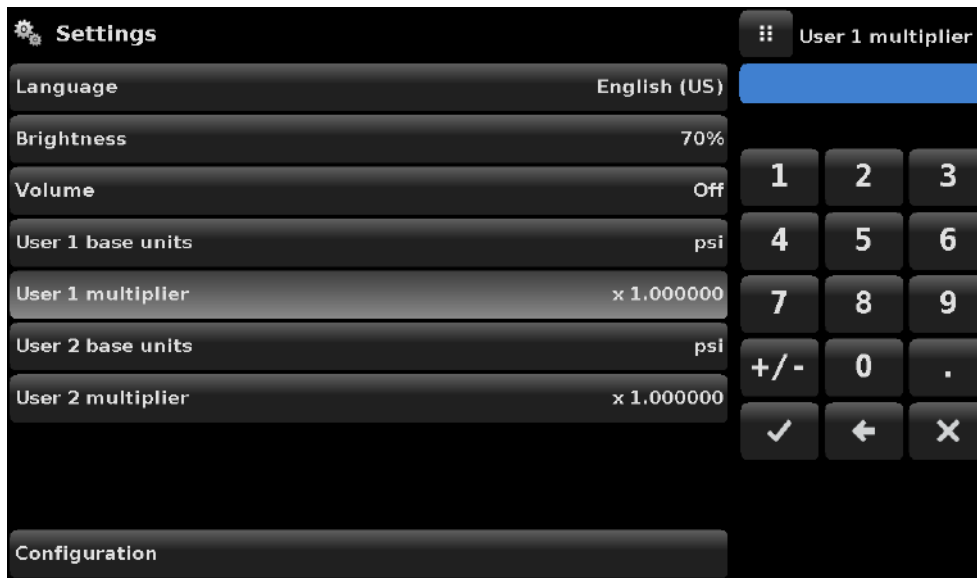 Settings
Language English (US)
Brightness 70%
Volume Off
User 1 base units psi
User 1 multiplier x 1.000000
User 2 base units psi
User 2 multiplier x 1.000000
Configuration
User 1 multiplier
1 2 3
4 5 6
7 8 9
+/- 0 .